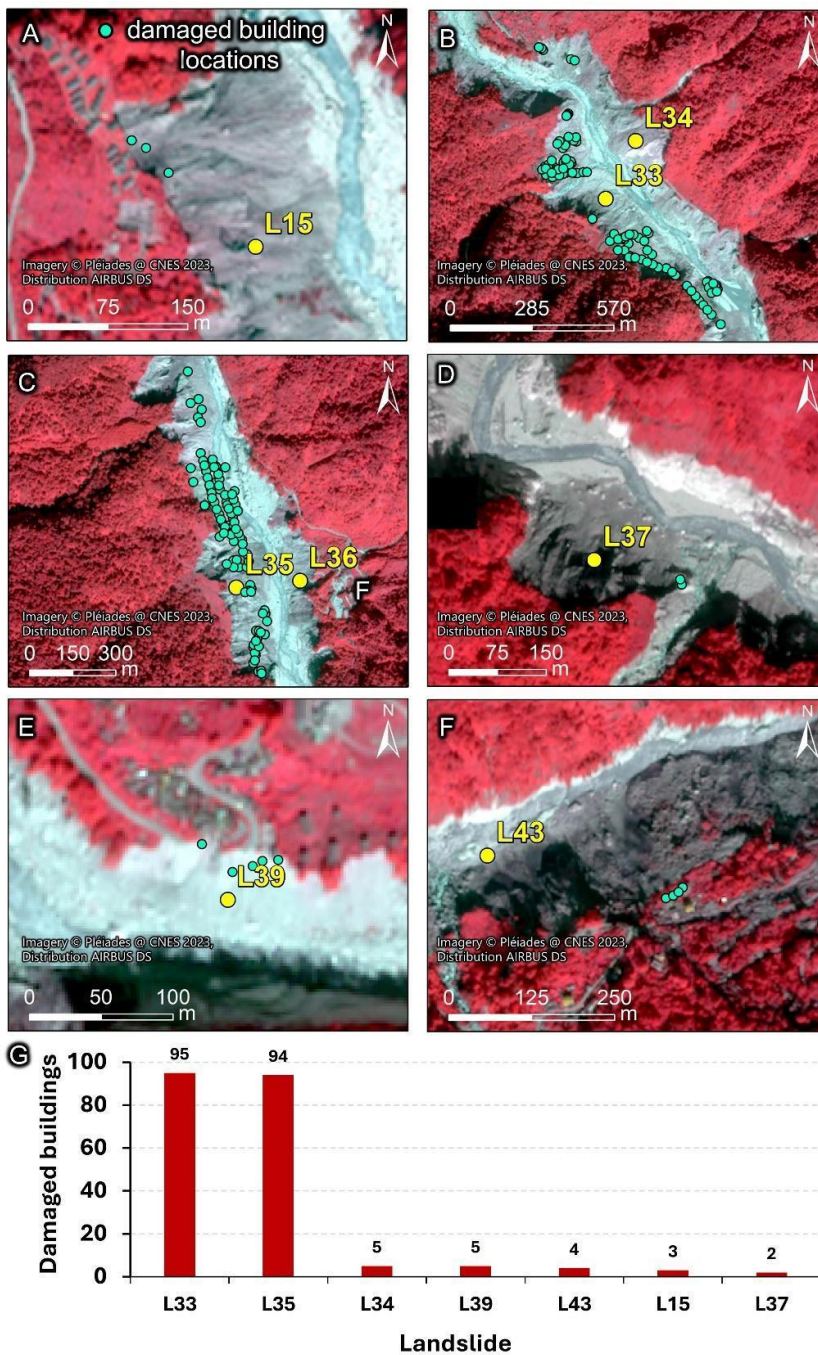 A
damaged building
locations
N
L15
Imagery © Pléiades @ CNES 2023,
Distribution AIRBUS DS
0 75 150
m
B
N
L34
L33
Imagery © Pléiades @ CNES 2023,
Distribution AIRBUS DS
0 285 570
m
C
N
L35
L36
F
Imagery © Pléiades @ CNES 2023,
Distribution AIRBUS DS
0 150 300
m
D
N
L37
Imagery © Pléiades @ CNES 2023,
Distribution AIRBUS DS
0 75 150
m
E
N
L39
Imagery © Pléiades @ CNES 2023,
Distribution AIRBUS DS
0 50 100
m
F
N
L43
Imagery © Pléiades @ CNES 2023,
Distribution AIRBUS DS
0 125 250
m
G
Damaged buildings
100
80
60
40
20
0
95
94
5
5
4
3
2
L33 L35 L34 L39 L43 L15 L37
Landslide